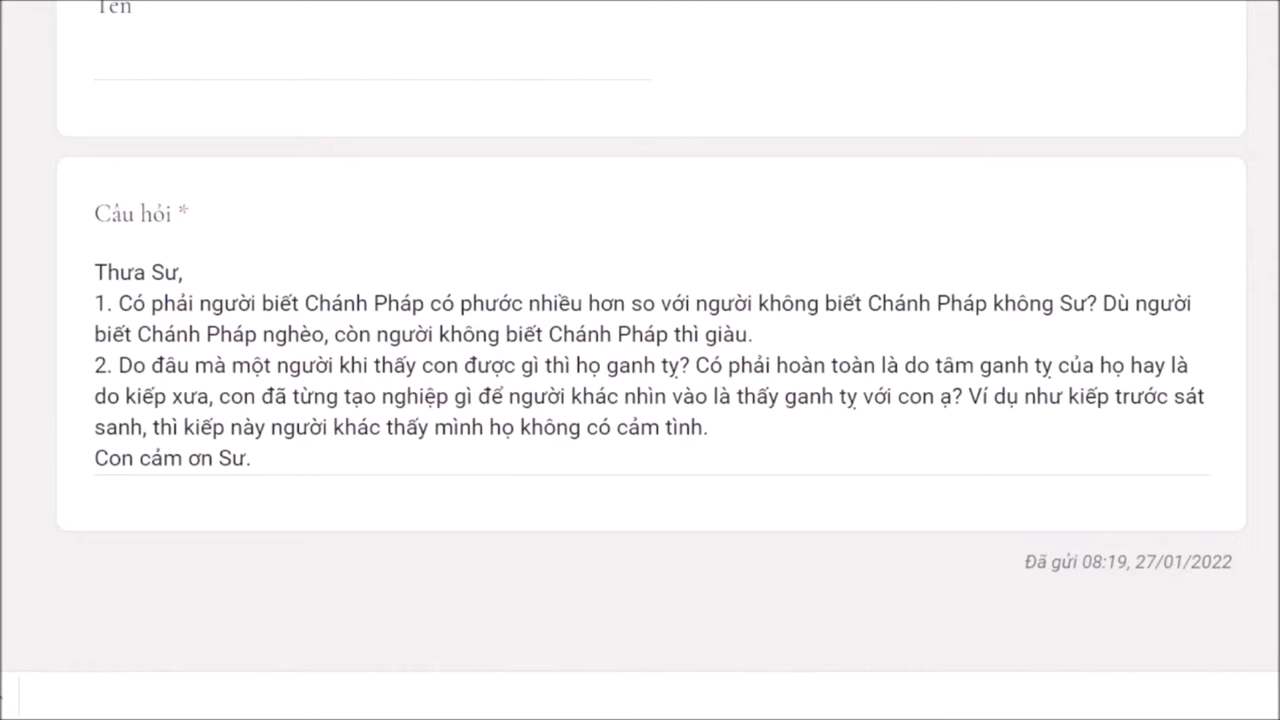 Tên
Câu hỏi *
Thưa Sư,
1. Có phải người biết Chánh Pháp có phước nhiều hơn so với người không biết Chánh Pháp không Sư? Dù người
biết Chánh Pháp nghèo, còn người không biết Chánh Pháp thì giàu.
2. Do đâu mà một người khi thấy con được gì thì họ ganh tỵ? Có phải hoàn toàn là do tâm ganh tỵ của họ hay là
do kiếp xưa, con đã từng tạo nghiệp gì để người khác nhìn vào là thấy ganh tỵ với con ạ? Ví dụ như kiếp trước sát
sanh, thì kiếp này người khác thấy mình họ không có cảm tình.
Con cảm ơn Sư.
Đã gửi 08:19, 27/01/2022